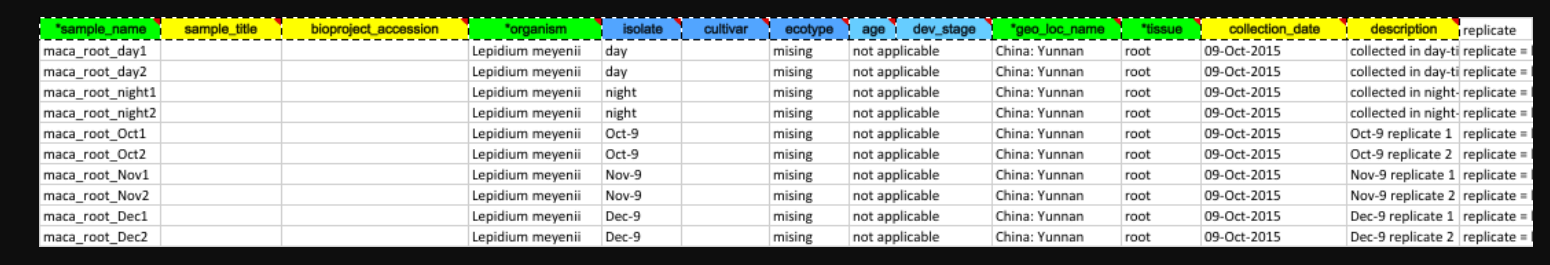 *sample_name sample_title bioproject_accession *organism isolate cultivar ecotype age dev_stage *geo_loc_name *tissue collection_date description replicate
maca_root_day1 Lepidium meyenii day mising not applicable China: Yunnan root 09-Oct-2015 collected in day-ti replicate =
maca_root_day2 Lepidium meyenii day mising not applicable China: Yunnan root 09-Oct-2015 collected in day-ti replicate =
maca_root_night1 Lepidium meyenii night mising not applicable China: Yunnan root 09-Oct-2015 collected in night- replicate =
maca_root_night2 Lepidium meyenii night mising not applicable China: Yunnan root 09-Oct-2015 collected in night- replicate =
maca_root_Oct1 Lepidium meyenii Oct-9 mising not applicable China: Yunnan root 09-Oct-2015 Oct-9 replicate 1 replicate =
maca_root_Oct2 Lepidium meyenii Oct-9 mising not applicable China: Yunnan root 09-Oct-2015 Oct-9 replicate 2 replicate =
maca_root_Nov1 Lepidium meyenii Nov-9 mising not applicable China: Yunnan root 09-Oct-2015 Nov-9 replicate 1 replicate =
maca_root_Nov2 Lepidium meyenii Nov-9 mising not applicable China: Yunnan root 09-Oct-2015 Nov-9 replicate 2 replicate =
maca_root_Dec1 Lepidium meyenii Dec-9 mising not applicable China: Yunnan root 09-Oct-2015 Dec-9 replicate 1 replicate =
maca_root_Dec2 Lepidium meyenii Dec-9 mising not applicable China: Yunnan root 09-Oct-2015 Dec-9 replicate 2 replicate =